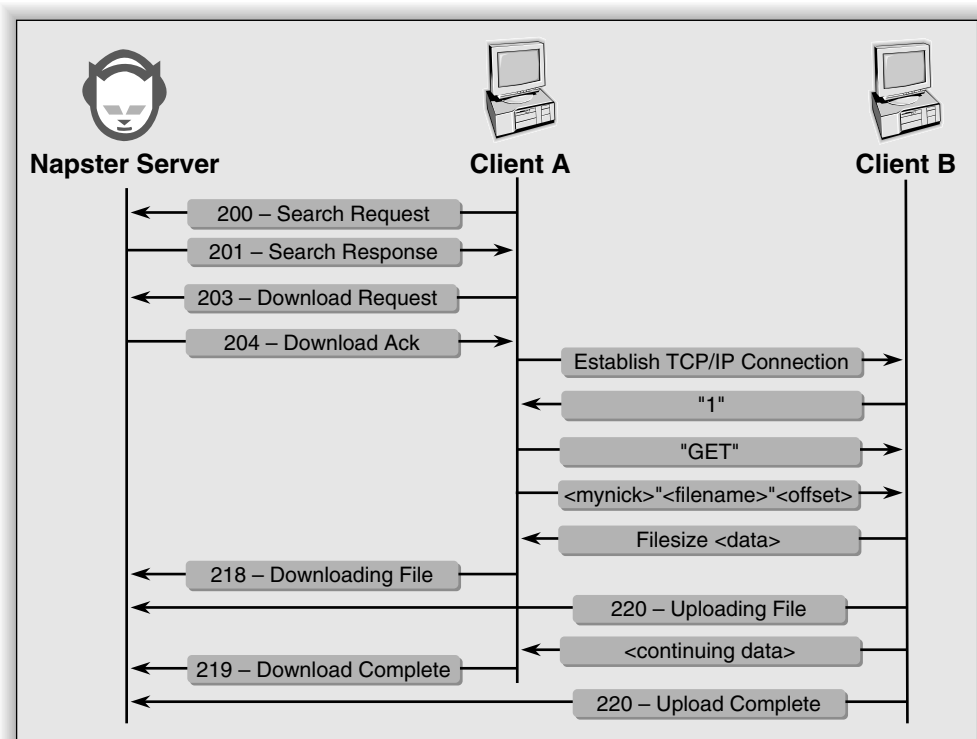 Napster Server
Client A
Client B
200 – Search Request
201 – Search Response
203 – Download Request
204 – Download Ack
Establish TCP/IP Connection
"1"
"GET"
<mynick>"<filename>"<offset>
Filesize <data>
218 – Downloading File
220 – Uploading File
<continuing data>
219 – Download Complete
220 – Upload Complete